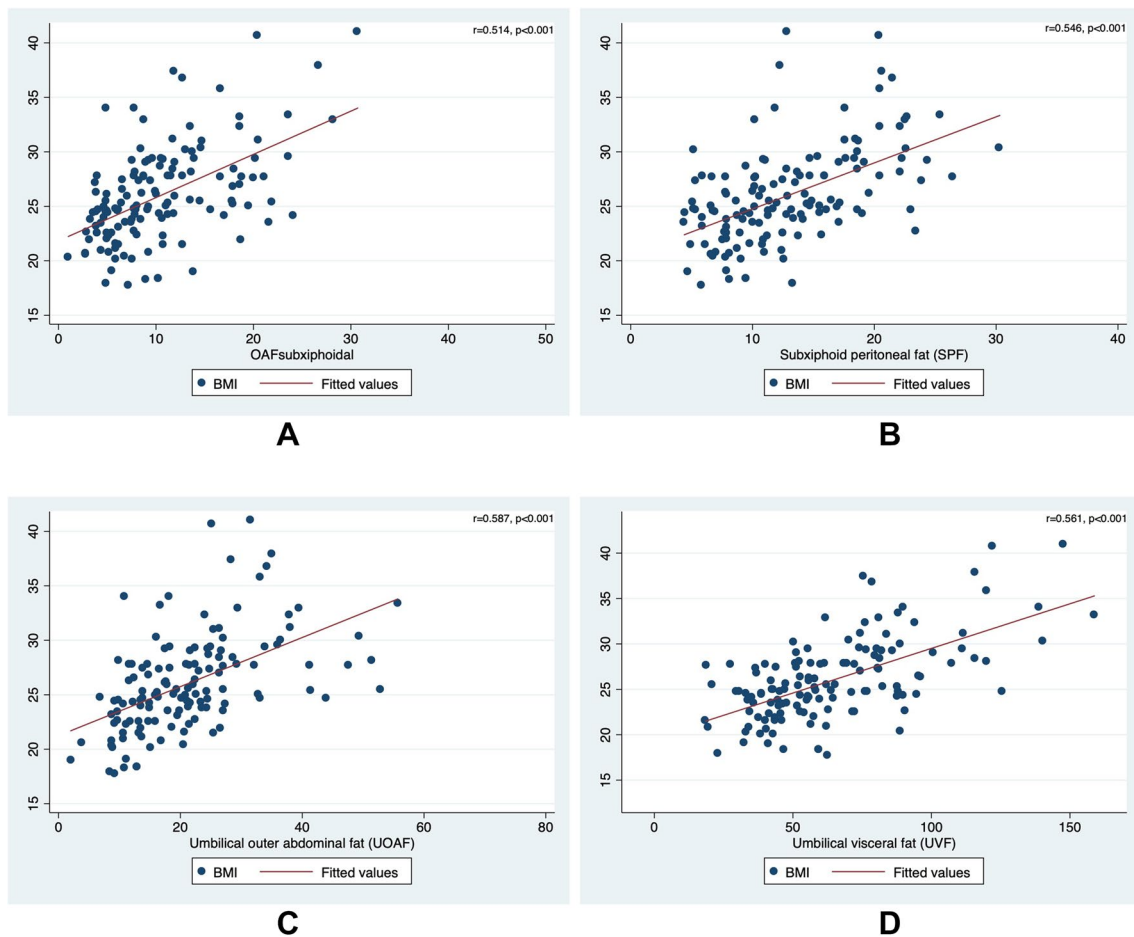 r=0.514, p<0.001
40
35
30
25
20
15
0 10 20 30 40 50
OAFsubxiphoidal
BMI Fitted values
A
r=0.546, p<0.001
40
35
30
25
20
15
0 10 20 30 40
Subxiphoid peritoneal fat (SPF)
BMI Fitted values
B
r=0.587, p<0.001
40
35
30
25
20
15
0 20 40 60 80
Umbilical outer abdominal fat (UOAF)
BMI Fitted values
C
r=0.561, p<0.001
40
35
30
25
20
15
0 50 100 150
Umbilical visceral fat (UVF)
BMI Fitted values
D